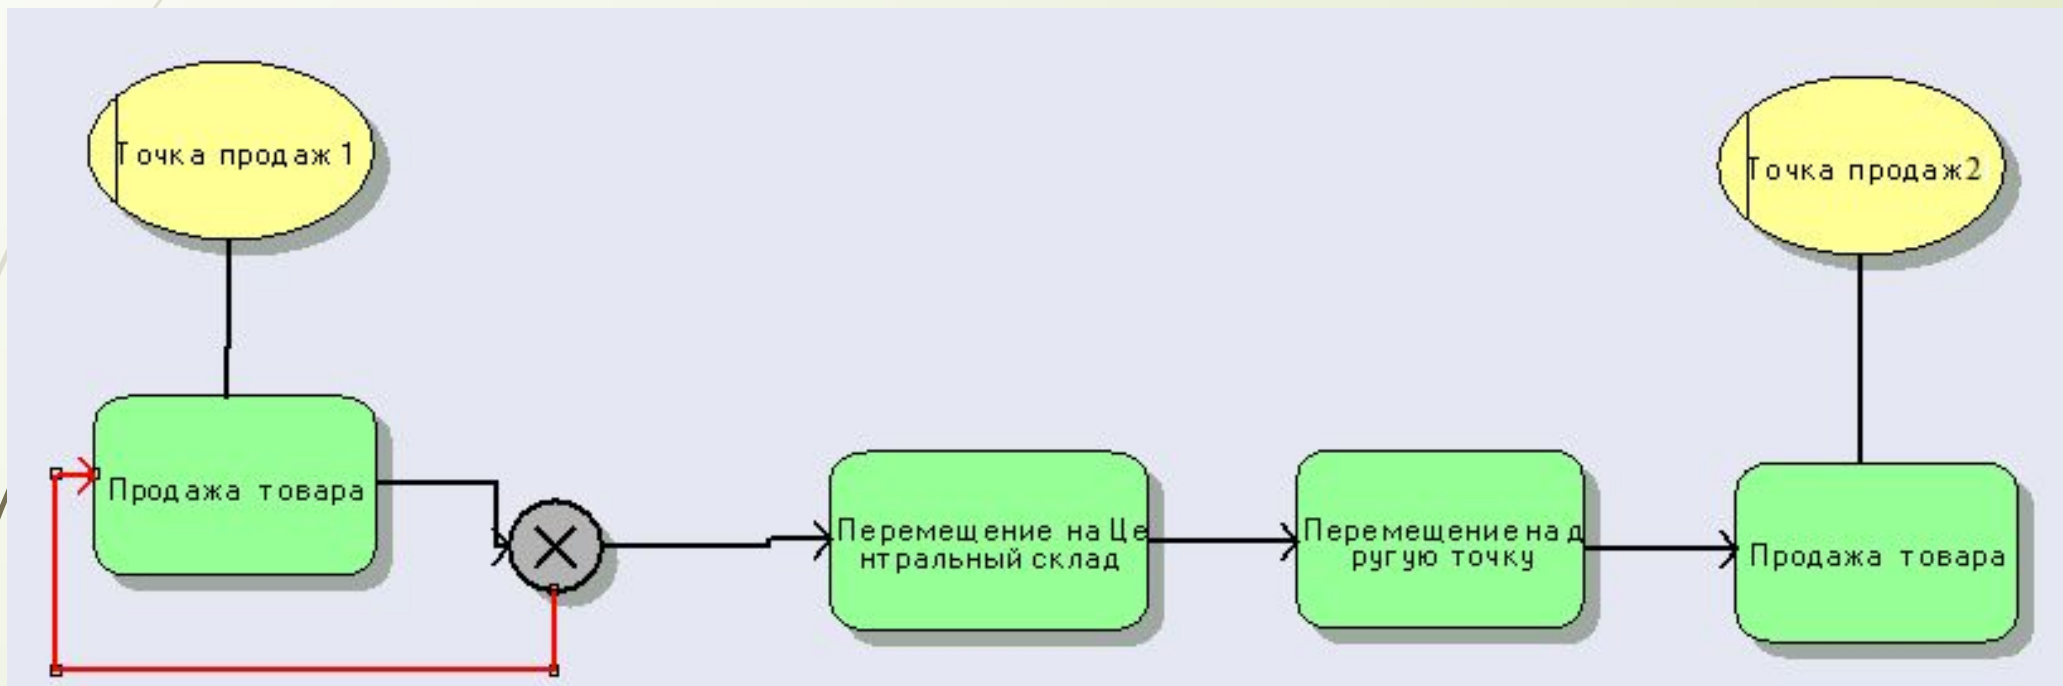 Точка продаж 1
Точка продаж2
Продажа товара
Перемещение на Це
нтральный склад
Перемещение на д
ругую точку
Продажа товара